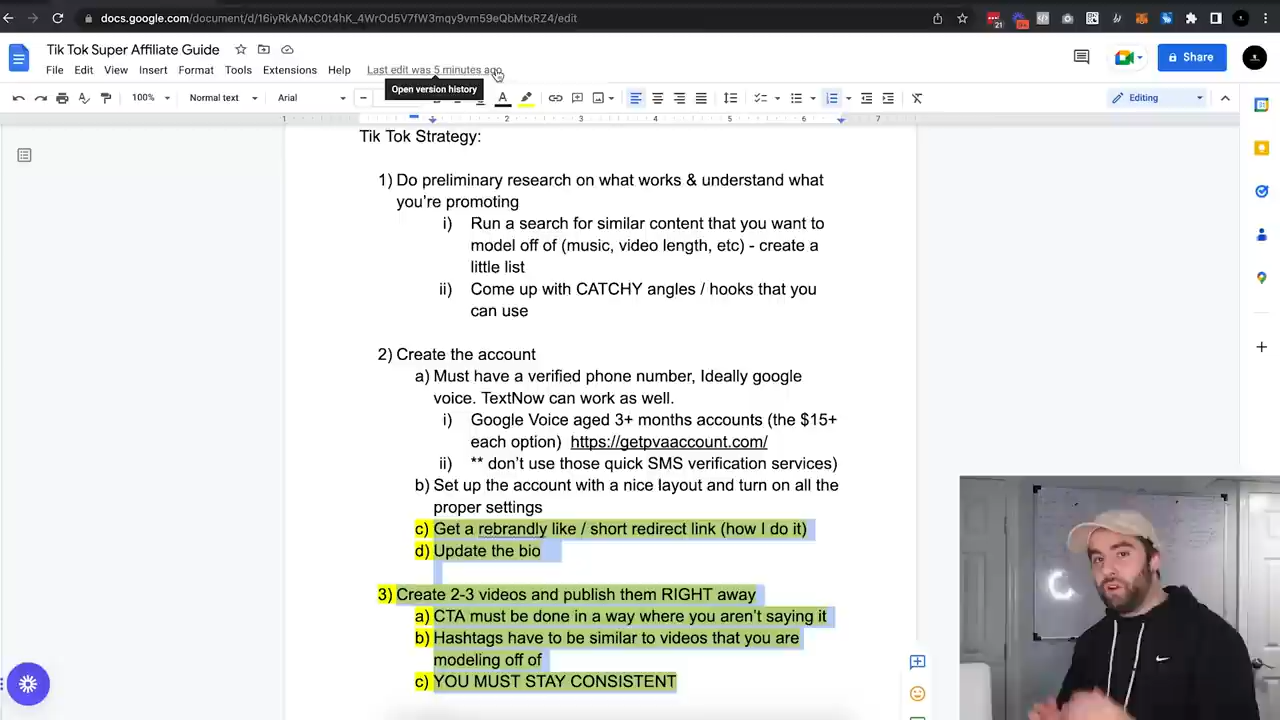 docs.google.com/document/d/16iyRkAMxC0t4hK_4WrOd5V7fW3mqy9vm59eQbMtxRZ4/edit
21
Tik Tok Super Affiliate Guide
File Edit View Insert Format Tools Extensions Help Last edit was 5 minutes ago
Share
Open version history
100% Normal text Arial
Editing
1 2 3 4 5 6 7
Tik Tok Strategy:
1) Do preliminary research on what works & understand what
you're promoting
i) Run a search for similar content that you want to
model off of (music, video length, etc) - create a
little list
ii) Come up with CATCHY angles / hooks that you
can use
2) Create the account
a) Must have a verified phone number, Ideally google
voice. TextNow can work as well.
i) Google Voice aged 3+ months accounts (the $15+
each option) https://getpvaaccount.com/
ii) ** don't use those quick SMS verification services)
b) Set up the account with a nice layout and turn on all the
proper settings
c) Get a rebrandly like / short redirect link (how I do it)
d) Update the bio
3) Create 2-3 videos and publish them RIGHT away
a) CTA must be done in a way where you aren't saying it
b) Hashtags have to be similar to videos that you are
modeling off of
c) YOU MUST STAY CONSISTENT